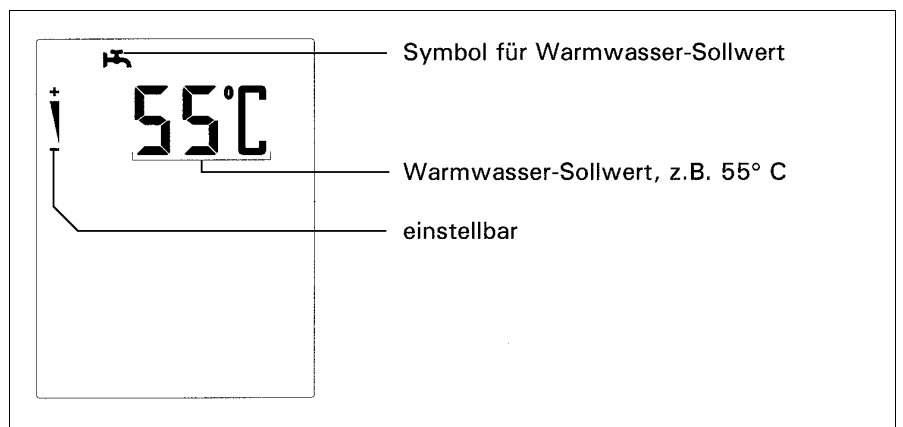 Symbol für Warmwasser-Sollwert
+
55°C
-
Warmwasser-Sollwert, z.B. 55° C
einstellbar